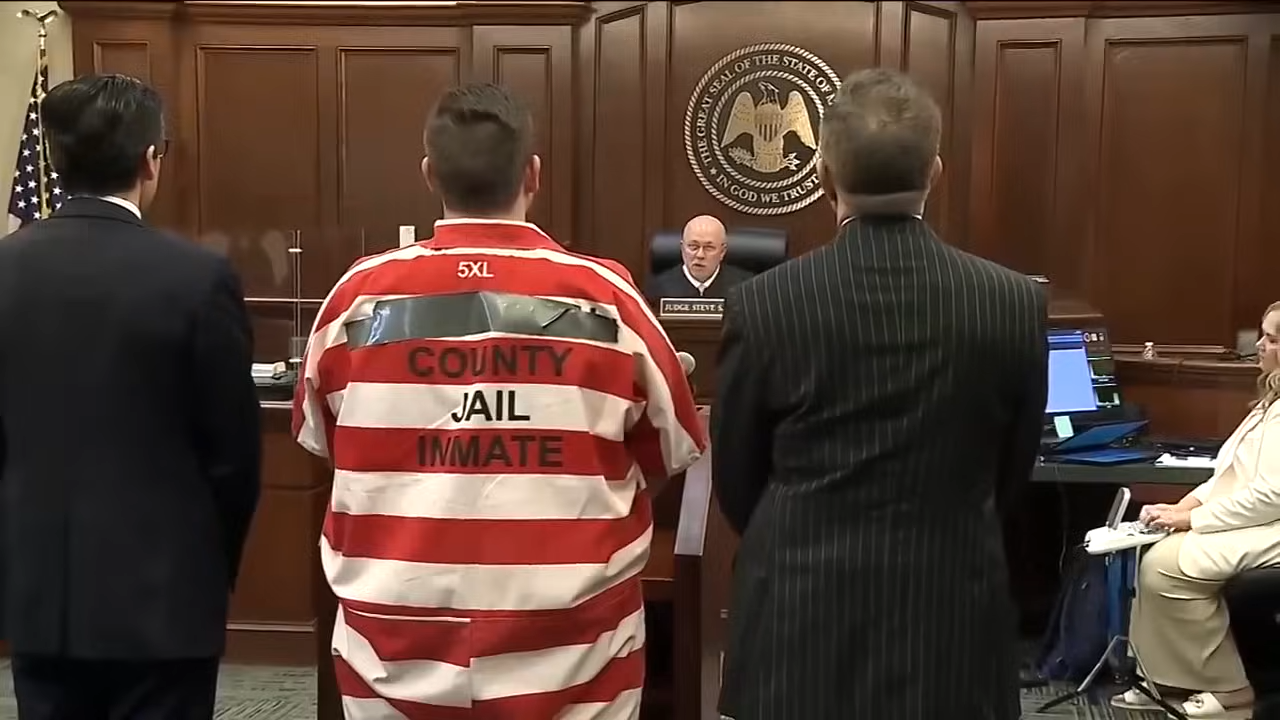 THE GREAT SEAL OF THE STATE OF
IN GOD WE TRUST
5XL
JUDGE STEVE S.
COUNTY
JAIL
INMATE